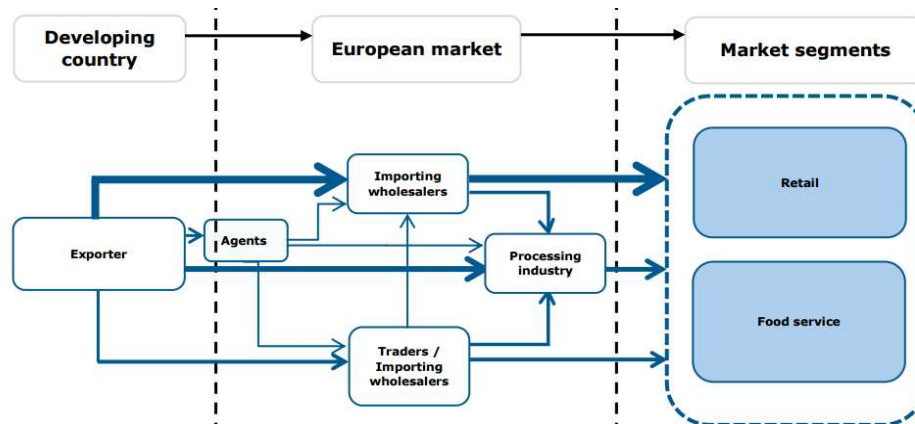 Developing
country
European market
Market segments
Importing
wholesalers
Retail
Agents
Exporter
Processing
industry
Food service
Traders /
Importing
wholesalers